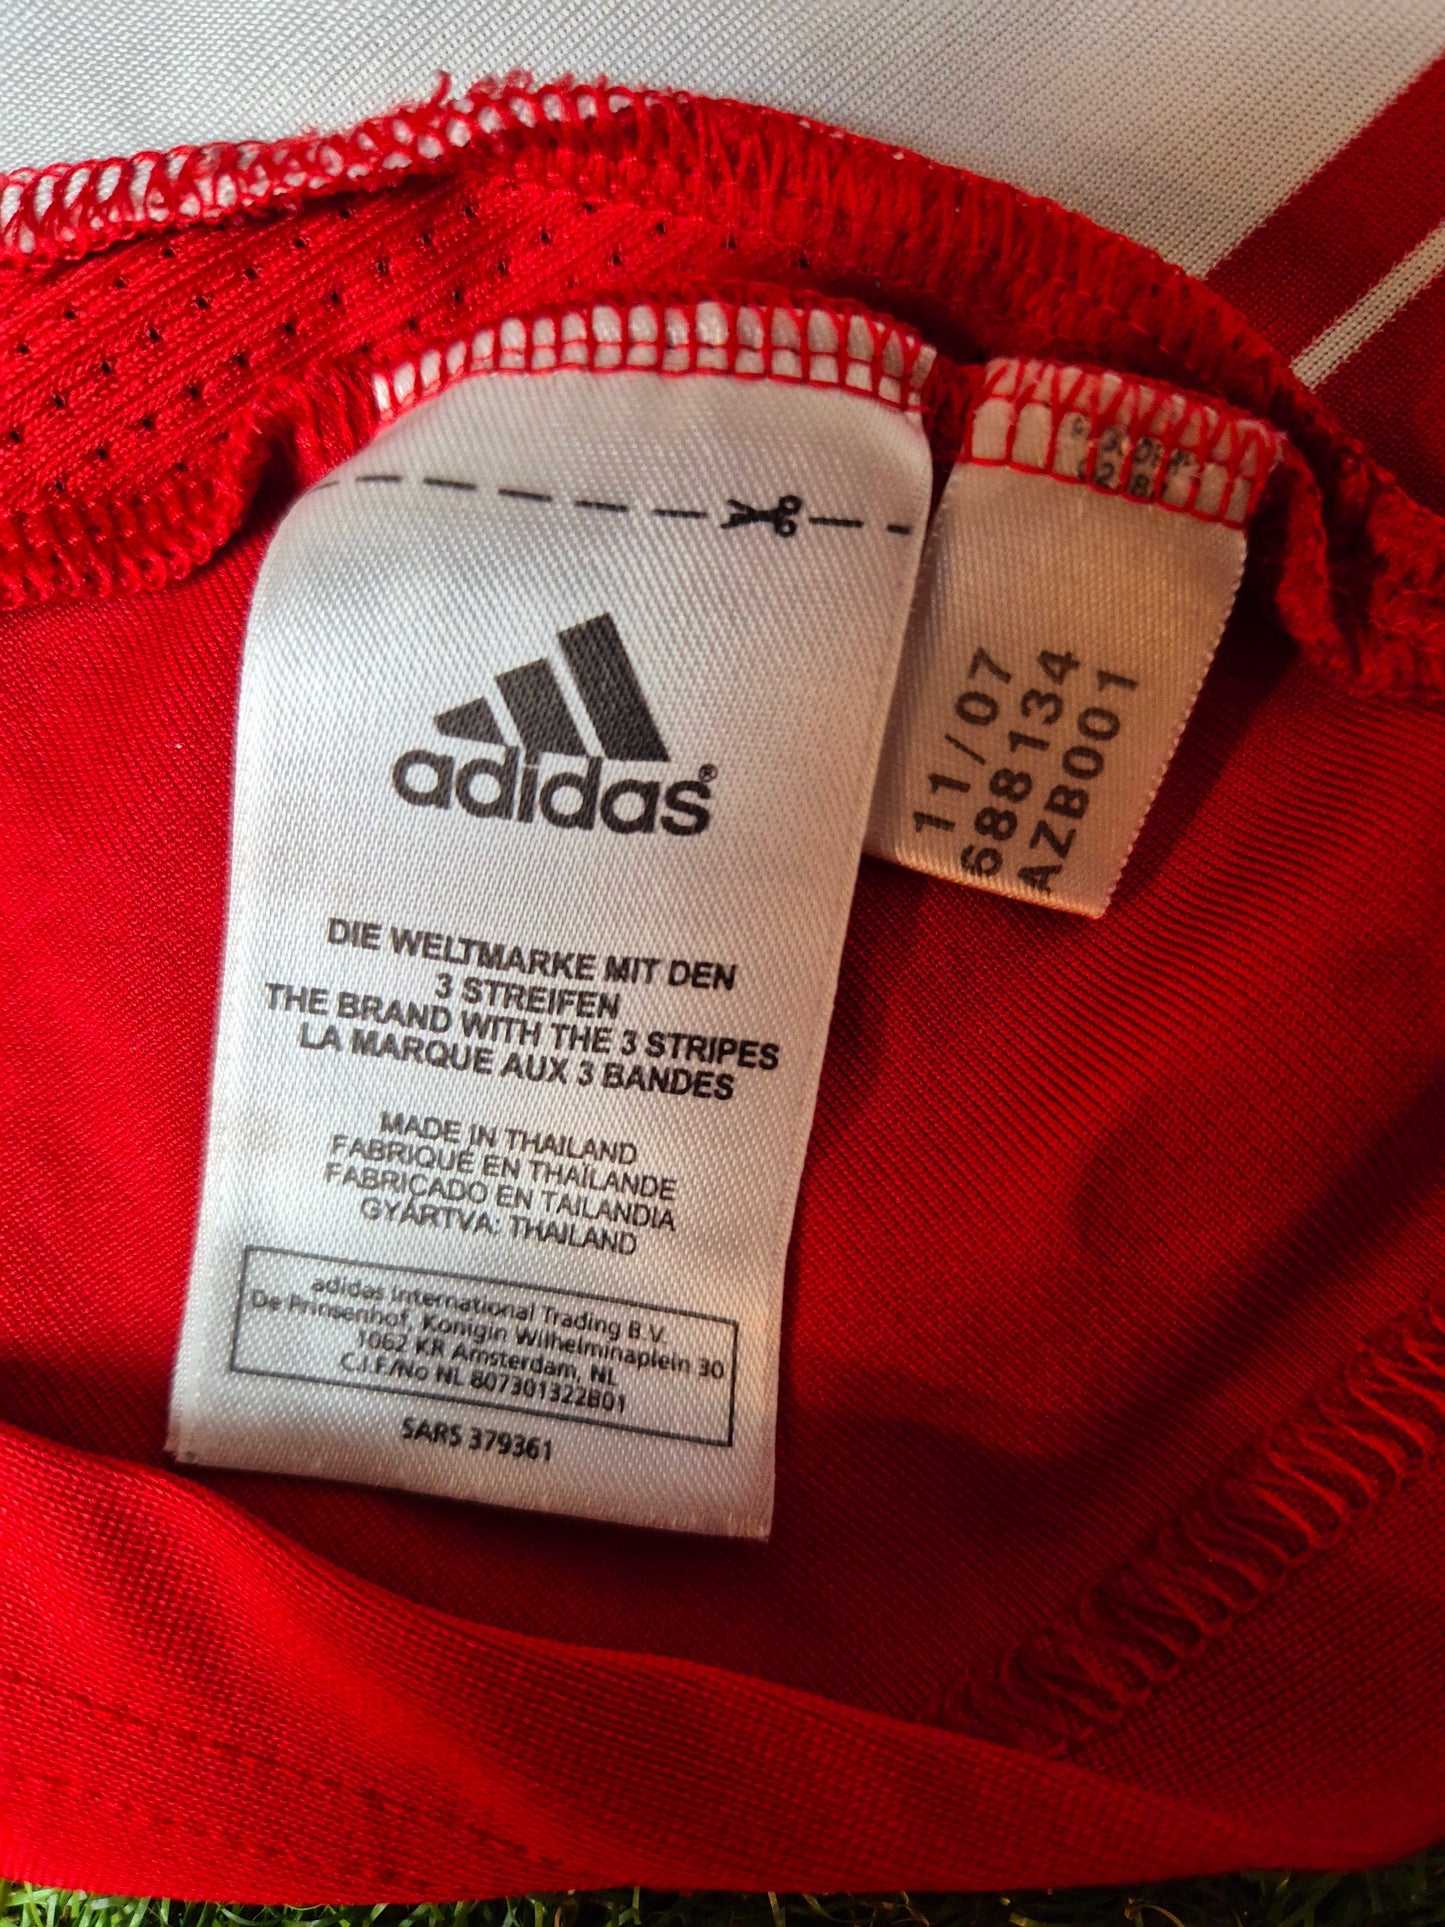 adidas®
DIE WELTMARKE MIT DEN
3 STREIFEN
THE BRAND WITH THE 3 STRIPES
LA MARQUE AUX 3 BANDES
MADE IN THAILAND
FABRIQUÉ EN THAÏLANDE
FABRICADO EN TAILANDIA
GYÁRTVA: THAILAND
adidas International Trading B.V.
De Prinsenhof, Konigin Wilhelminaplein 30
1062 KR Amsterdam, NL
C.I.F./No NL 807301322B01
SARS 379361
11/07
688134
AZB001